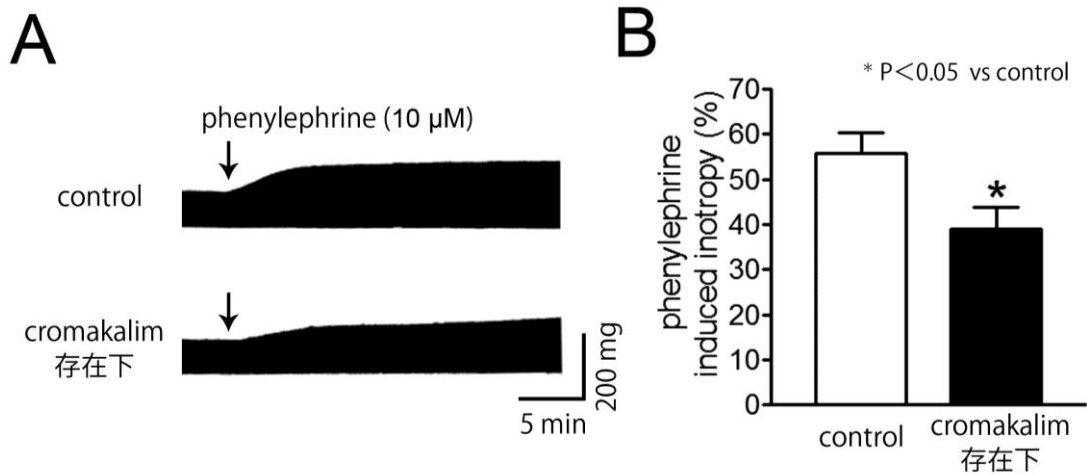 A
phenylephrine (10 μM)
control
cromakalim
存在下
200 mg
5 min
B
* P＜0.05 vs control
phenylephrine
induced inotropy (%)
70
60
50
40
30
20
10
0
*
control
cromakalim
存在下